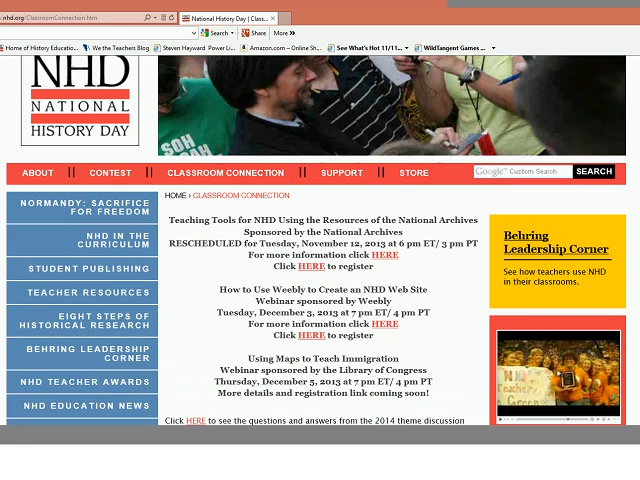 .nhd.org/ClassroomConnection.htm
National History Day | Class...
Search
Share
More »
Home of History Educatio...
We the Teachers Blog
Steven Hayward Power Li...
Amazon.com – Online Sh...
See What's Hot 11/11...
WildTangent Games ...
NHD
NATIONAL
HISTORY DAY
SOH
ABOUT
CONTEST
CLASSROOM CONNECTION
SUPPORT
STORE
Google™ Custom Search
SEARCH
NORMANDY: SACRIFICE
FOR FREEDOM
NHD IN THE
CURRICULUM
STUDENT PUBLISHING
TEACHER RESOURCES
EIGHT STEPS OF
HISTORICAL RESEARCH
BEHRING LEADERSHIP
CORNER
NHD TEACHER AWARDS
NHD EDUCATION NEWS
HOME › CLASSROOM CONNECTION
Teaching Tools for NHD Using the Resources of the National Archives
Sponsored by the National Archives
RESCHEDULED for Tuesday, November 12, 2013 at 6 pm ET/ 3 pm PT
For more information click HERE
Click HERE to register
How to Use Weebly to Create an NHD Web Site
Webinar sponsored by Weebly
Tuesday, December 3, 2013 at 7 pm ET/ 4 pm PT
For more information click HERE
Click HERE to register
Using Maps to Teach Immigration
Webinar sponsored by the Library of Congress
Thursday, December 5, 2013 at 7 pm ET/ 4 pm PT
More details and registration link coming soon!
Click HERE to see the questions and answers from the 2014 theme discussion
Behring
Leadership Corner
See how teachers use NHD
in their classrooms.